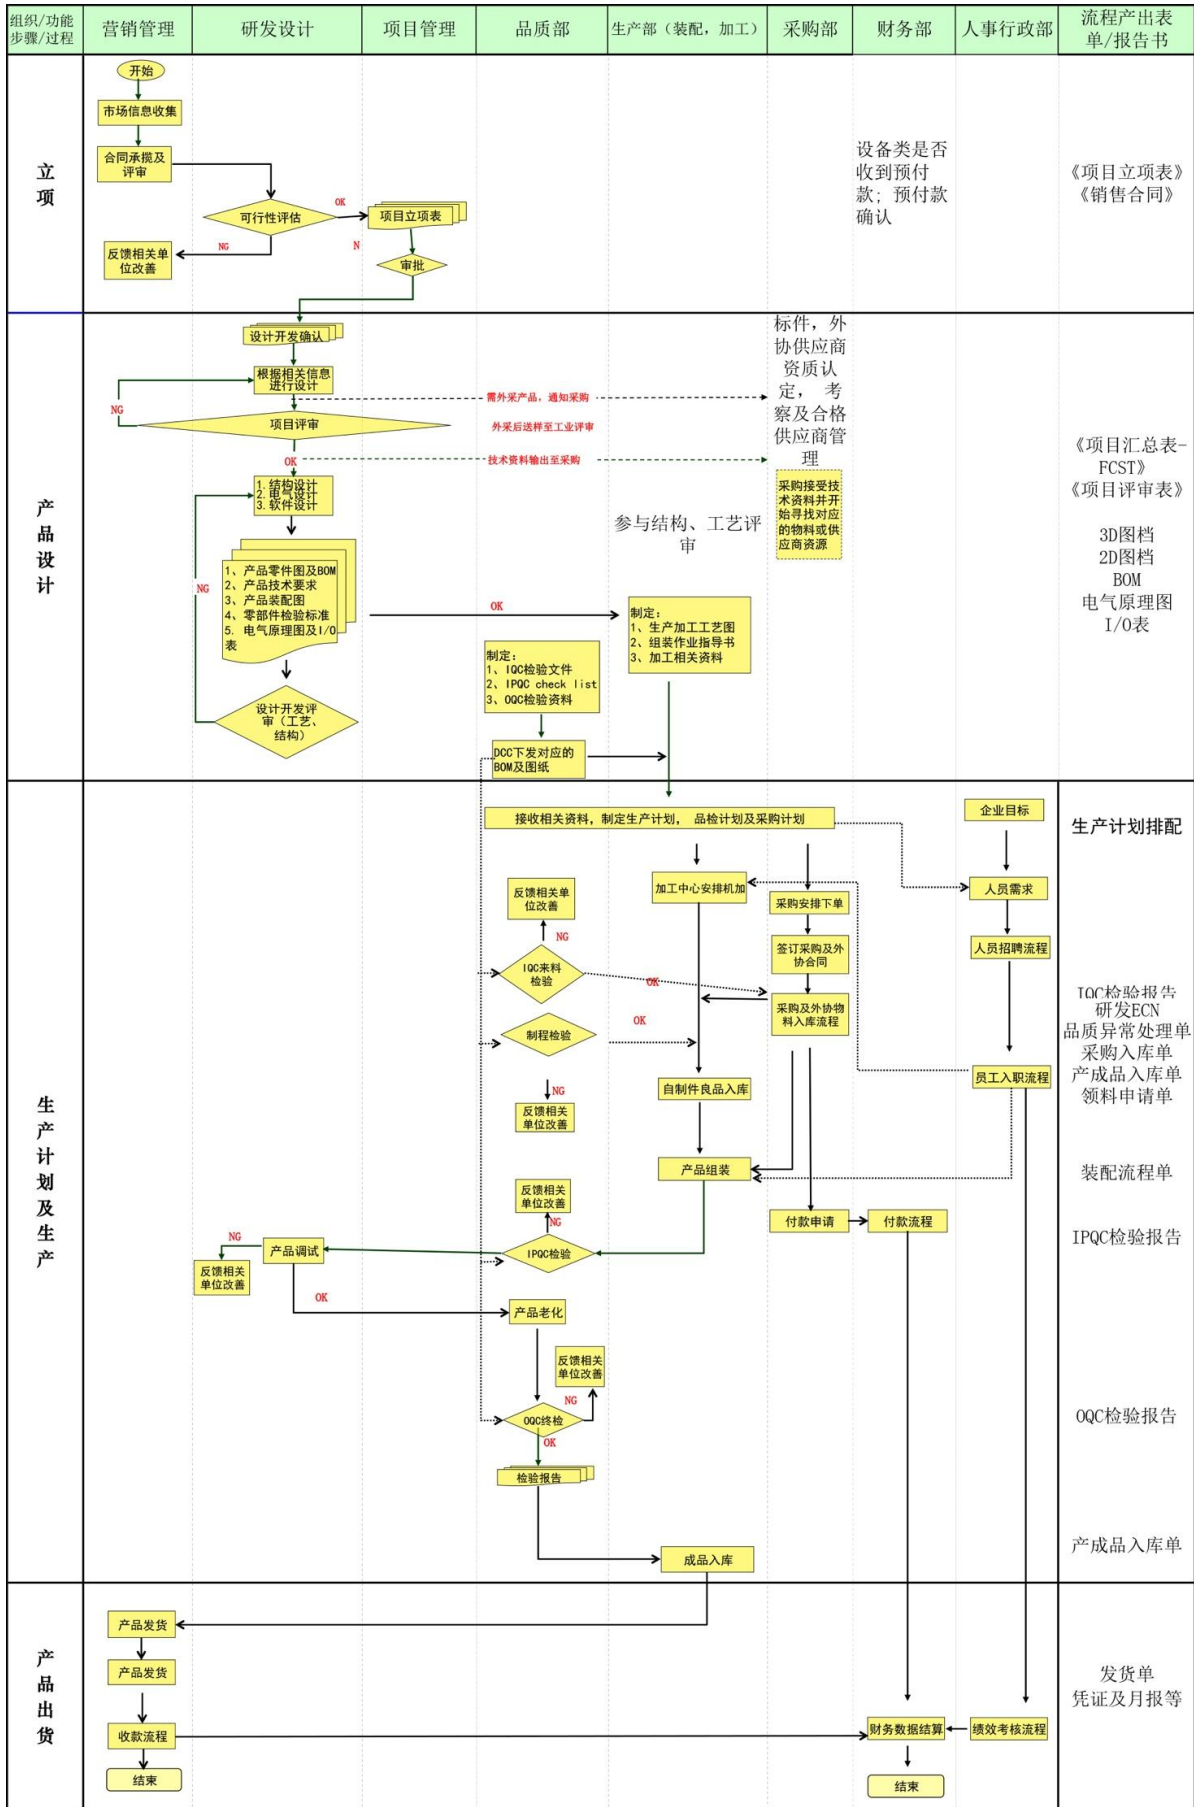 组织/功能
步骤/过程
营销管理
研发设计
项目管理
品质部
生产部（装配，加工）
采购部
财务部
人事行政部
流程产出表
单/报告书
立
项
开始
市场信息收集
合同承揽及
评审
可行性评估
OK
项目立项表
NG
N
反馈相关单
位改善
审批
设备类是否
收到预付
款；预付款
确认
《项目立项表》
《销售合同》
产
品
设
计
设计开发确认
根据相关信息
进行设计
NG
项目评审
需外采产品，通知采购
外采后送样至工业评审
OK
技术资料输出至采购
标件，外
协供应商
资质认
定， 考
察及合格
供应商管
理
采购接受技
术资料并开
始寻找对应
的物料或供
应商资源
1. 结构设计
2. 电气设计
3. 软件设计
参与结构、工艺评
审
《项目汇总表-
FCST》
《项目评审表》
3D图档
2D图档
BOM
电气原理图
I/O表
NG
1、产品零件图及BOM
2、产品技术要求
3、产品装配图
4、零部件检验标准
5. 电气原理图及I/O
表
OK
制定：
1、生产加工工艺图
2、组装作业指导书
3、加工相关资料
制定：
1、IQC检验文件
2、IPQC check list
3、OQC检验资料
设计开发评
审（工艺、
结构）
DCC下发对应的
BOM及图纸
生
产
计
划
及
生
产
接收相关资料，制定生产计划， 品检计划及采购计划
企业目标
生产计划排配
反馈相关单
位改善
加工中心安排机加
采购安排下单
人员需求
NG
签订采购及外
协合同
人员招聘流程
IQC来料
检验
OK
采购及外协物
料入库流程
IQC检验报告
研发ECN
品质异常处理单
采购入库单
产成品入库单
领料申请单
制程检验
OK
员工入职流程
NG
自制件良品入库
反馈相关
单位改善
产品组装
装配流程单
反馈相关
单位改善
NG
付款申请
付款流程
IPQC检验报告
NG
产品调试
IPQC检验
反馈相关
单位改善
OK
产品老化
反馈相关
单位改善
NG
OQC终检
OK
OQC检验报告
检验报告
成品入库
产成品入库单
产
品
出
货
产品发货
产品发货
发货单
凭证及月报等
收款流程
财务数据结算
绩效考核流程
结束
结束